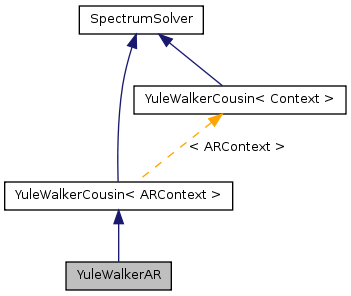 SpectrumSolver
YuleWalkerCousin< Context >
< ARContext >
YuleWalkerCousin< ARContext >
YuleWalkerAR